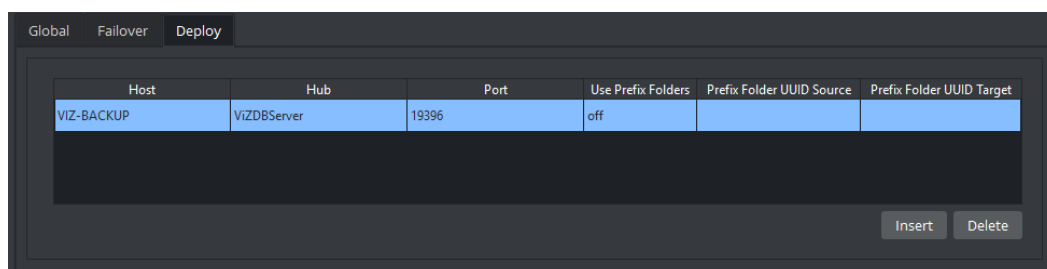 Global Failover Deploy
Host Hub Port Use Prefix Folders Prefix Folder UUID Source Prefix Folder UUID Target
VIZ-BACKUP ViZDBServer 19396 off
Insert Delete